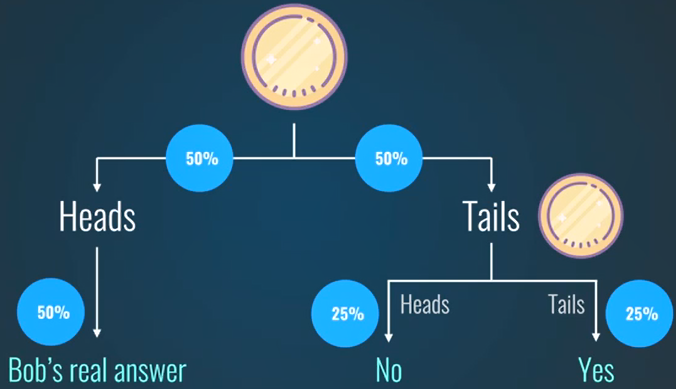 50%
50%
Heads
Tails
50%
25%
Heads
Tails
25%
Bob's real answer
No
Yes